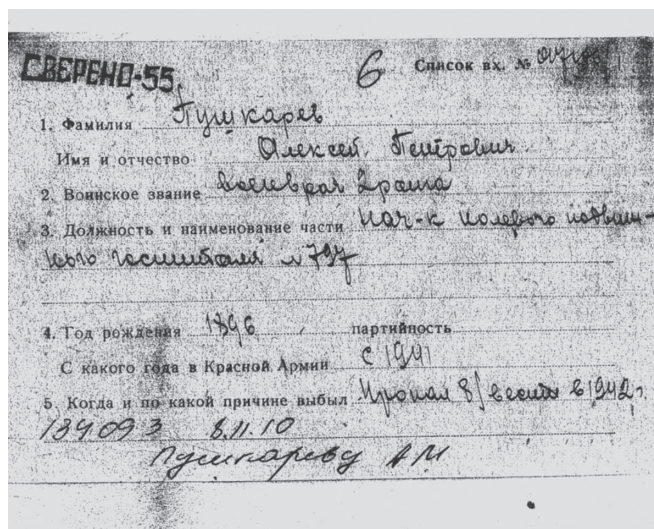 СВЕРЕНО-55
6 Список вх. №
1. Фамилия Пушкарев
Имя и отчество Алексей Петрович
2. Воинское звание военврач 2 ранга
3. Должность и наименование части нач-к полевого подвиж-
ного госпиталя № 797
4. Год рождения 1896 партийность
С какого года в Красной Армии с 1941
5. Когда и по какой причине выбыл Пропал б/вести в 1942 г.
184093 8.11.10
Пушкареву АМ